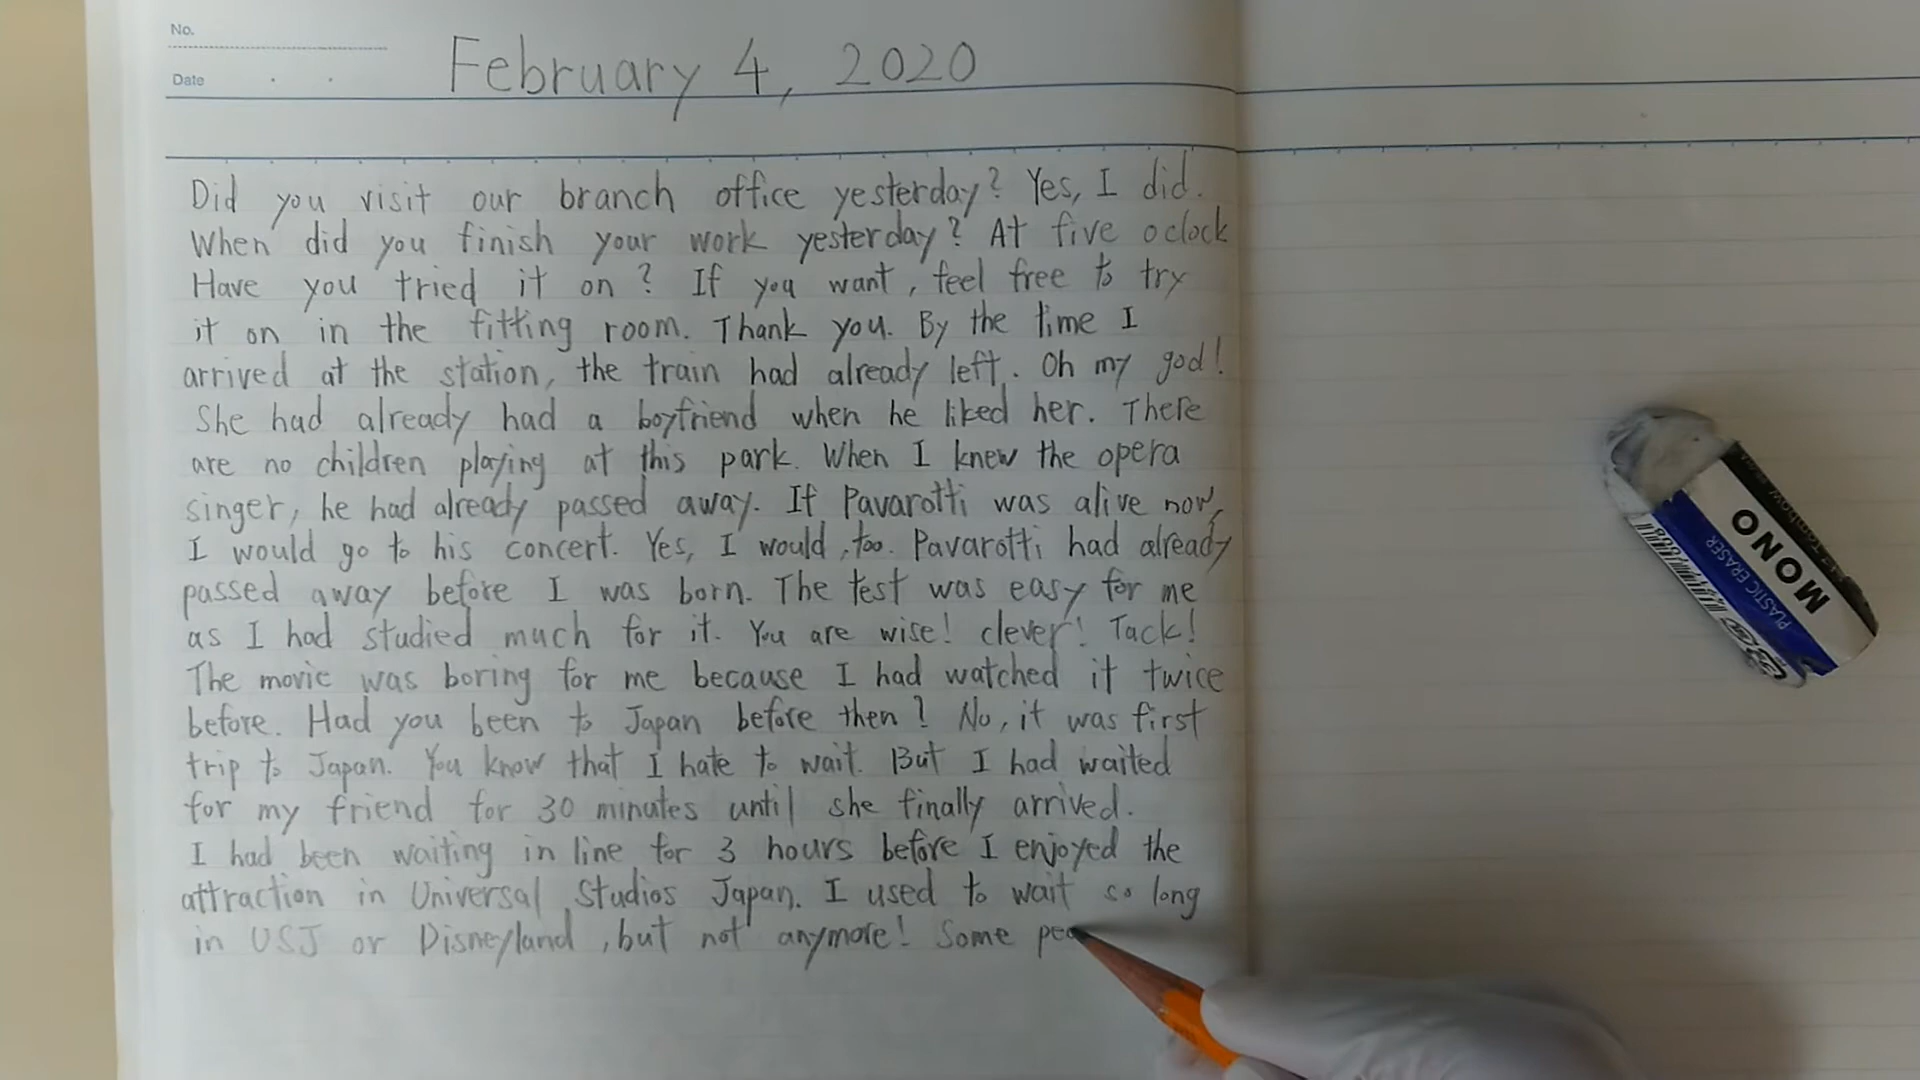 No.
Date
February 4, 2020
Did you visit our branch office yesterday? Yes, I did.
When did you finish your work yesterday? At five oclock
Have you tried it on? If you want, feel free to try
it on in the fitting room. Thank you. By the time I
arrived at the station, the train had already left. Oh my god!
She had already had a boyfriend when he liked her. There
are no children playing at this park. When I knew the opera
singer, he had already passed away. If Pavarotti was alive now,
I would go to his concert. Yes, I would, too. Pavarotti had already
passed away before I was born. The test was easy for me
as I had studied much for it. You are wise! clever! Tack!
The movie was boring for me because I had watched it twice
before. Had you been to Japan before then? No, it was first
trip to Japan. You know that I hate to wait. But I had waited
for my friend for 30 minutes until she finally arrived.
I had been waiting in line for 3 hours before I enjoyed the
attraction in Universal Studios Japan. I used to wait so long
in USJ or Disneyland, but not anymore! Some peo
MONO
PLASTIC ERASER